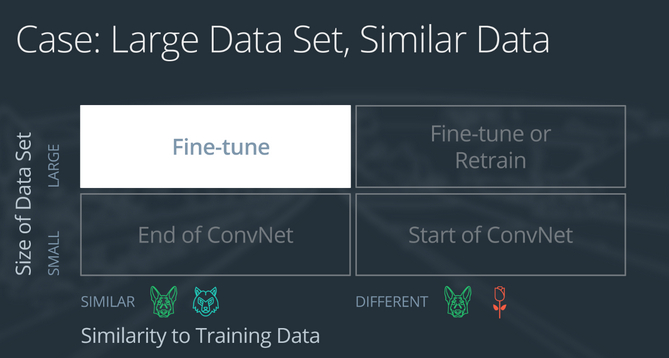 Case: Large Data Set, Similar Data
Size of Data Set
LARGE
SMALL
Fine-tune
Fine-tune or
Retrain
End of ConvNet
Start of ConvNet
SIMILAR
DIFFERENT
Similarity to Training Data